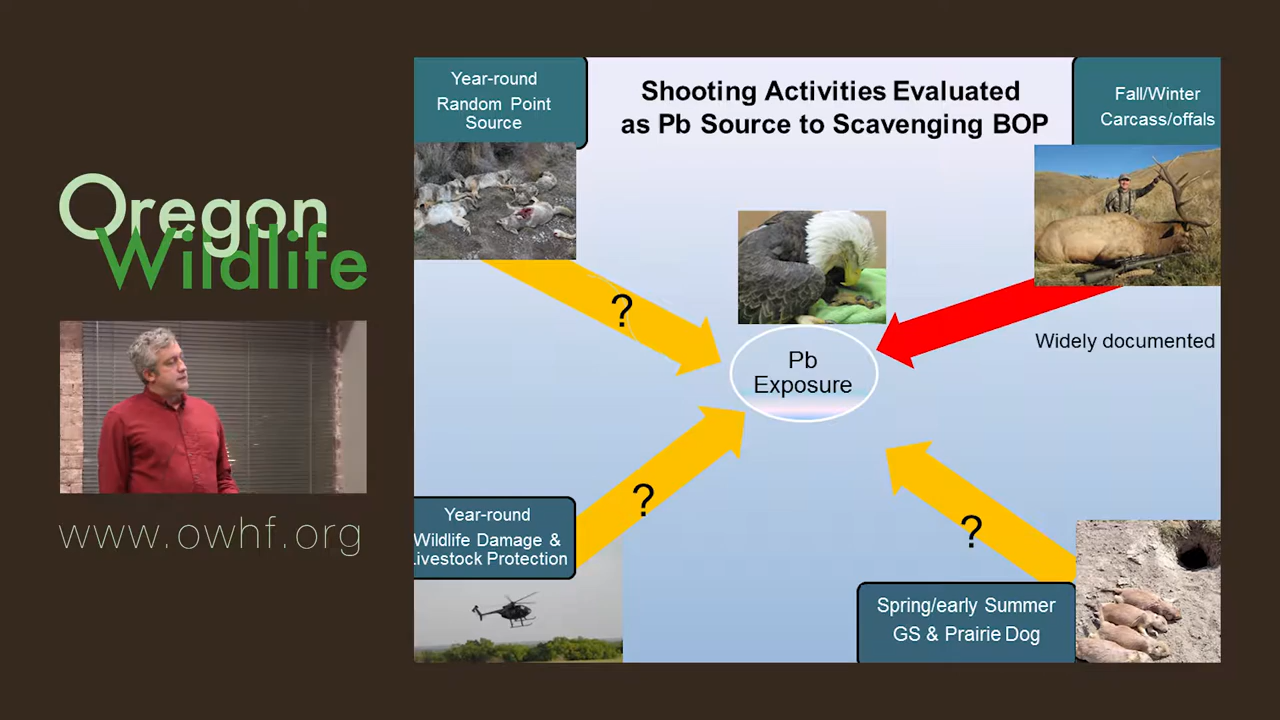 Oregon
Wildlife
www.owhf.org
Shooting Activities Evaluated
as Pb Source to Scavenging BOP
Year-round
Random Point
Source
Fall/Winter
Carcass/offals
?
Widely documented
Pb
Exposure
?
Year-round
Wildlife Damage &
Livestock Protection
?
Spring/early Summer
GS & Prairie Dog